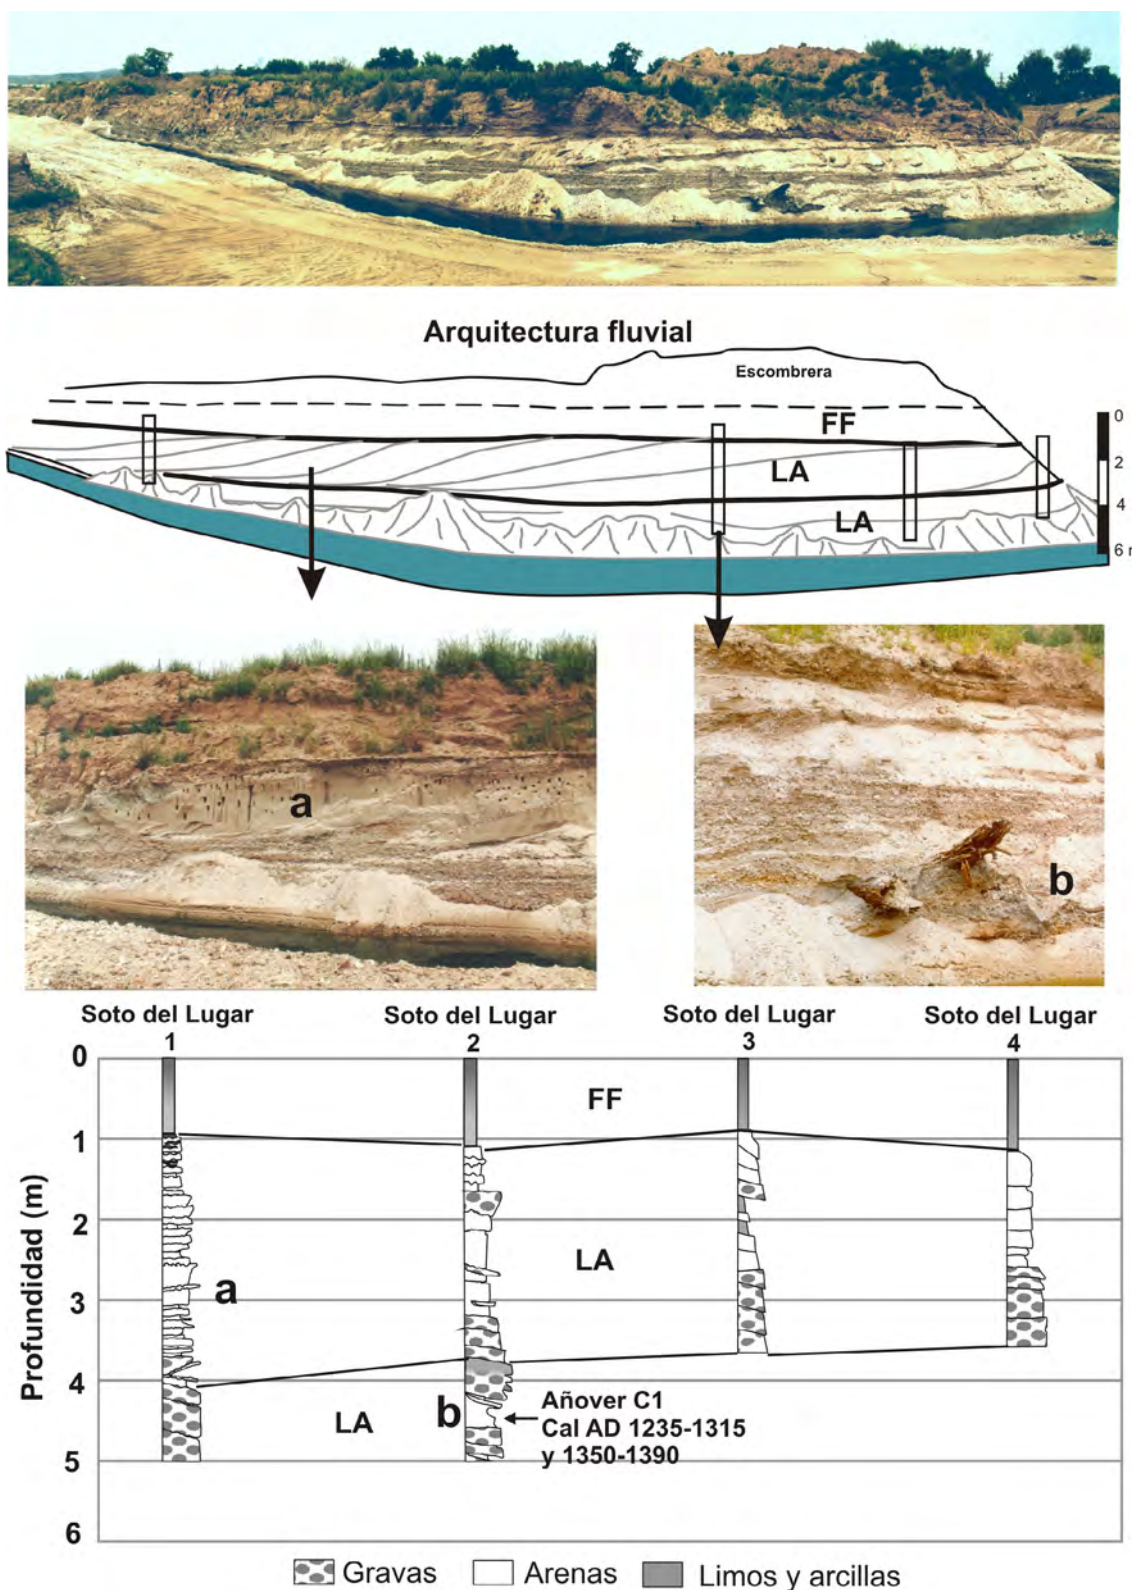 Arquitectura fluvial
Escombrera
FF
LA
LA
0
2
4
6 m
a
b
Soto del Lugar
1
Soto del Lugar
2
Soto del Lugar
3
Soto del Lugar
4
Profundidad (m)
0
1
2
3
4
5
6
FF
LA
a
LA
b
Añover C1
Cal AD 1235-1315
y 1350-1390
Gravas
Arenas
Limos y arcillas